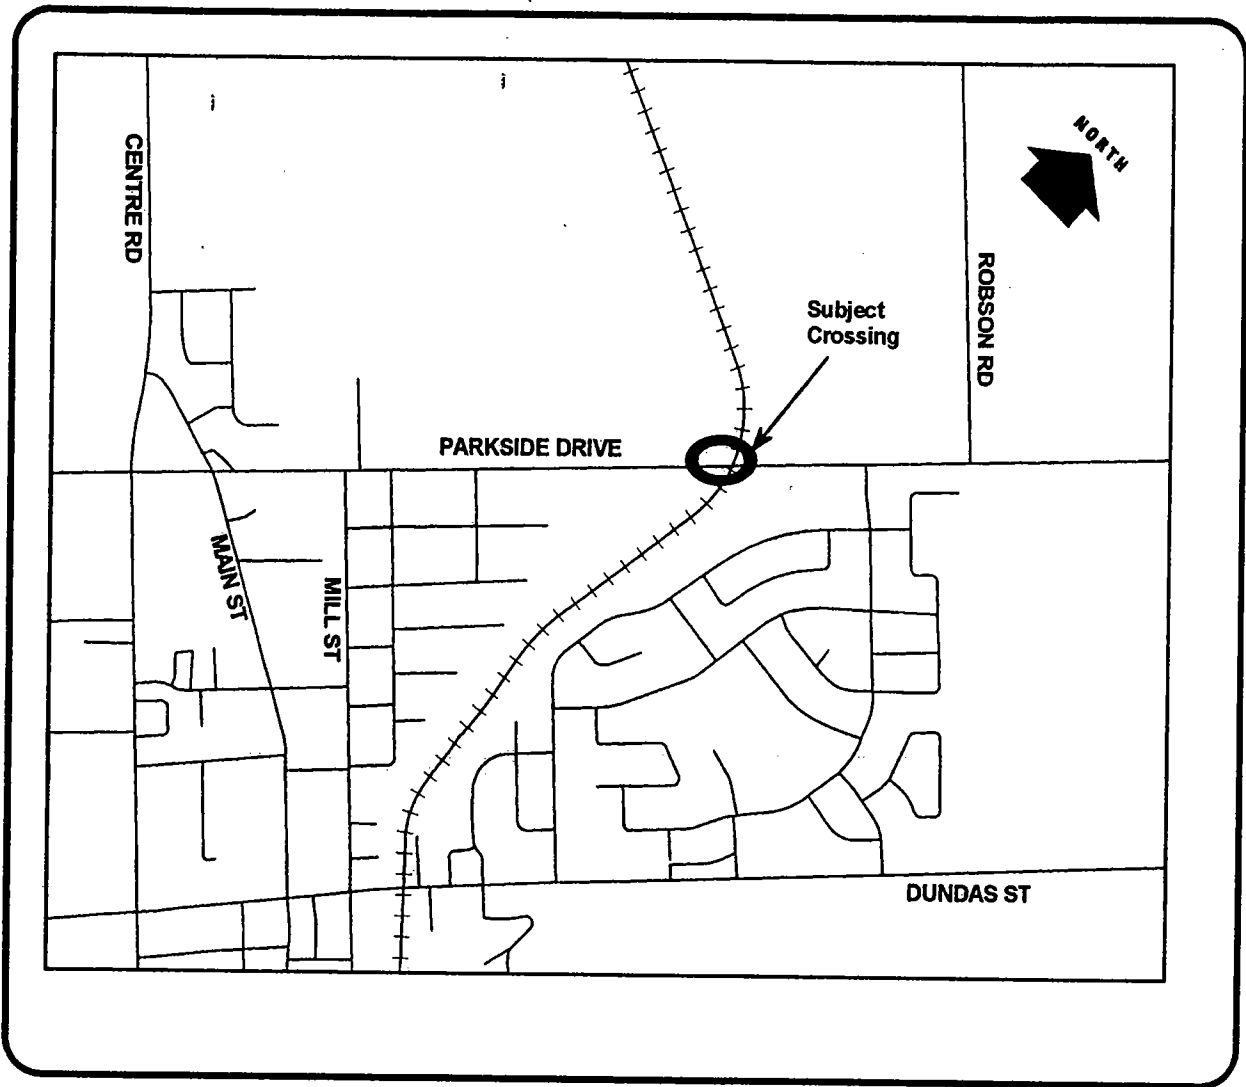 NORTH
CENTRE RD
ROBSON RD
Subject
Crossing
PARKSIDE DRIVE
MAIN ST
MILL ST
DUNDAS ST